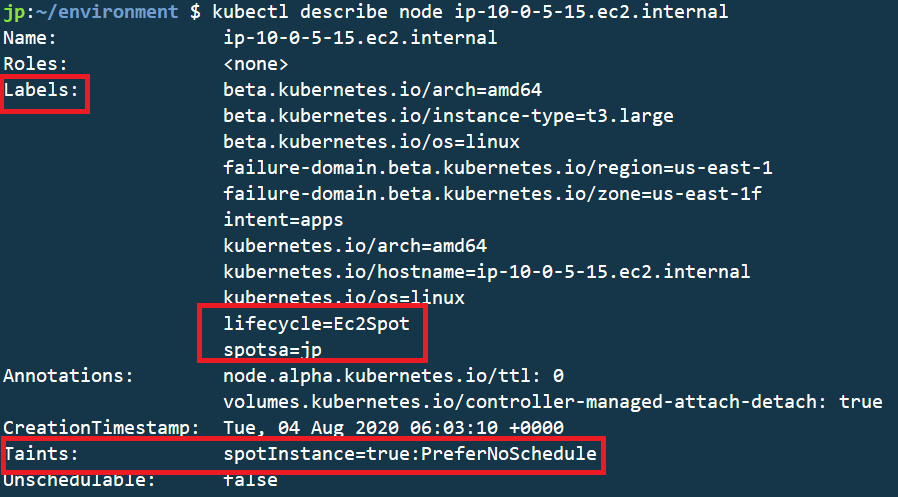 jp:~/environment $ kubectl describe node ip-10-0-5-15.ec2.internal
Name: ip-10-0-5-15.ec2.internal
Roles: <none>
Labels: beta.kubernetes.io/arch=amd64
beta.kubernetes.io/instance-type=t3.large
beta.kubernetes.io/os=linux
failure-domain.beta.kubernetes.io/region=us-east-1
failure-domain.beta.kubernetes.io/zone=us-east-1f
intent=apps
kubernetes.io/arch=amd64
kubernetes.io/hostname=ip-10-0-5-15.ec2.internal
kubernetes.io/os=linux
lifecycle=Ec2Spot
spotsa=jp
Annotations: node.alpha.kubernetes.io/ttl: 0
volumes.kubernetes.io/controller-managed-attach-detach: true
CreationTimestamp: Tue, 04 Aug 2020 06:03:10 +0000
Taints: spotInstance=true:PreferNoSchedule
Unschedulable: false